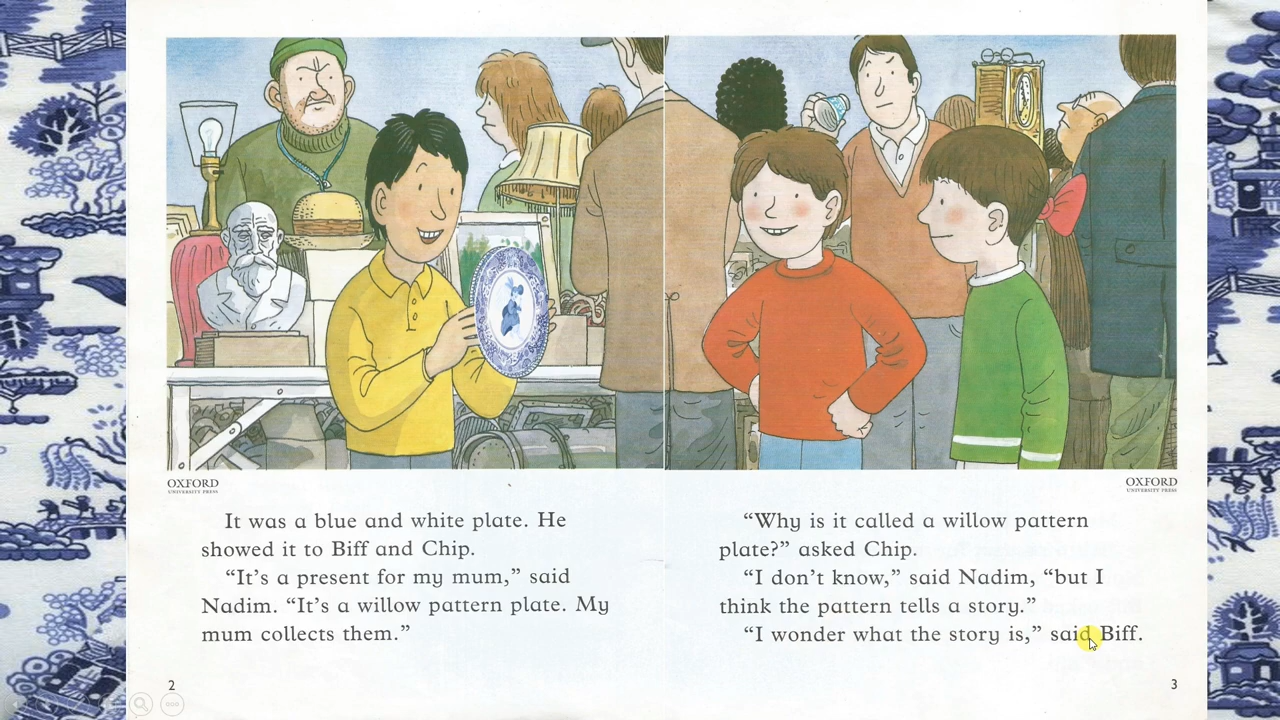 OXFORD
UNIVERSITY PRESS
It was a blue and white plate. He
showed it to Biff and Chip.
“It’s a present for my mum,” said
Nadim. “It’s a willow pattern plate. My
mum collects them.”
2
OXFORD
UNIVERSITY PRESS
“Why is it called a willow pattern
plate?” asked Chip.
“I don’t know,” said Nadim, “but I
think the pattern tells a story.”
“I wonder what the story is,” said Biff.
3